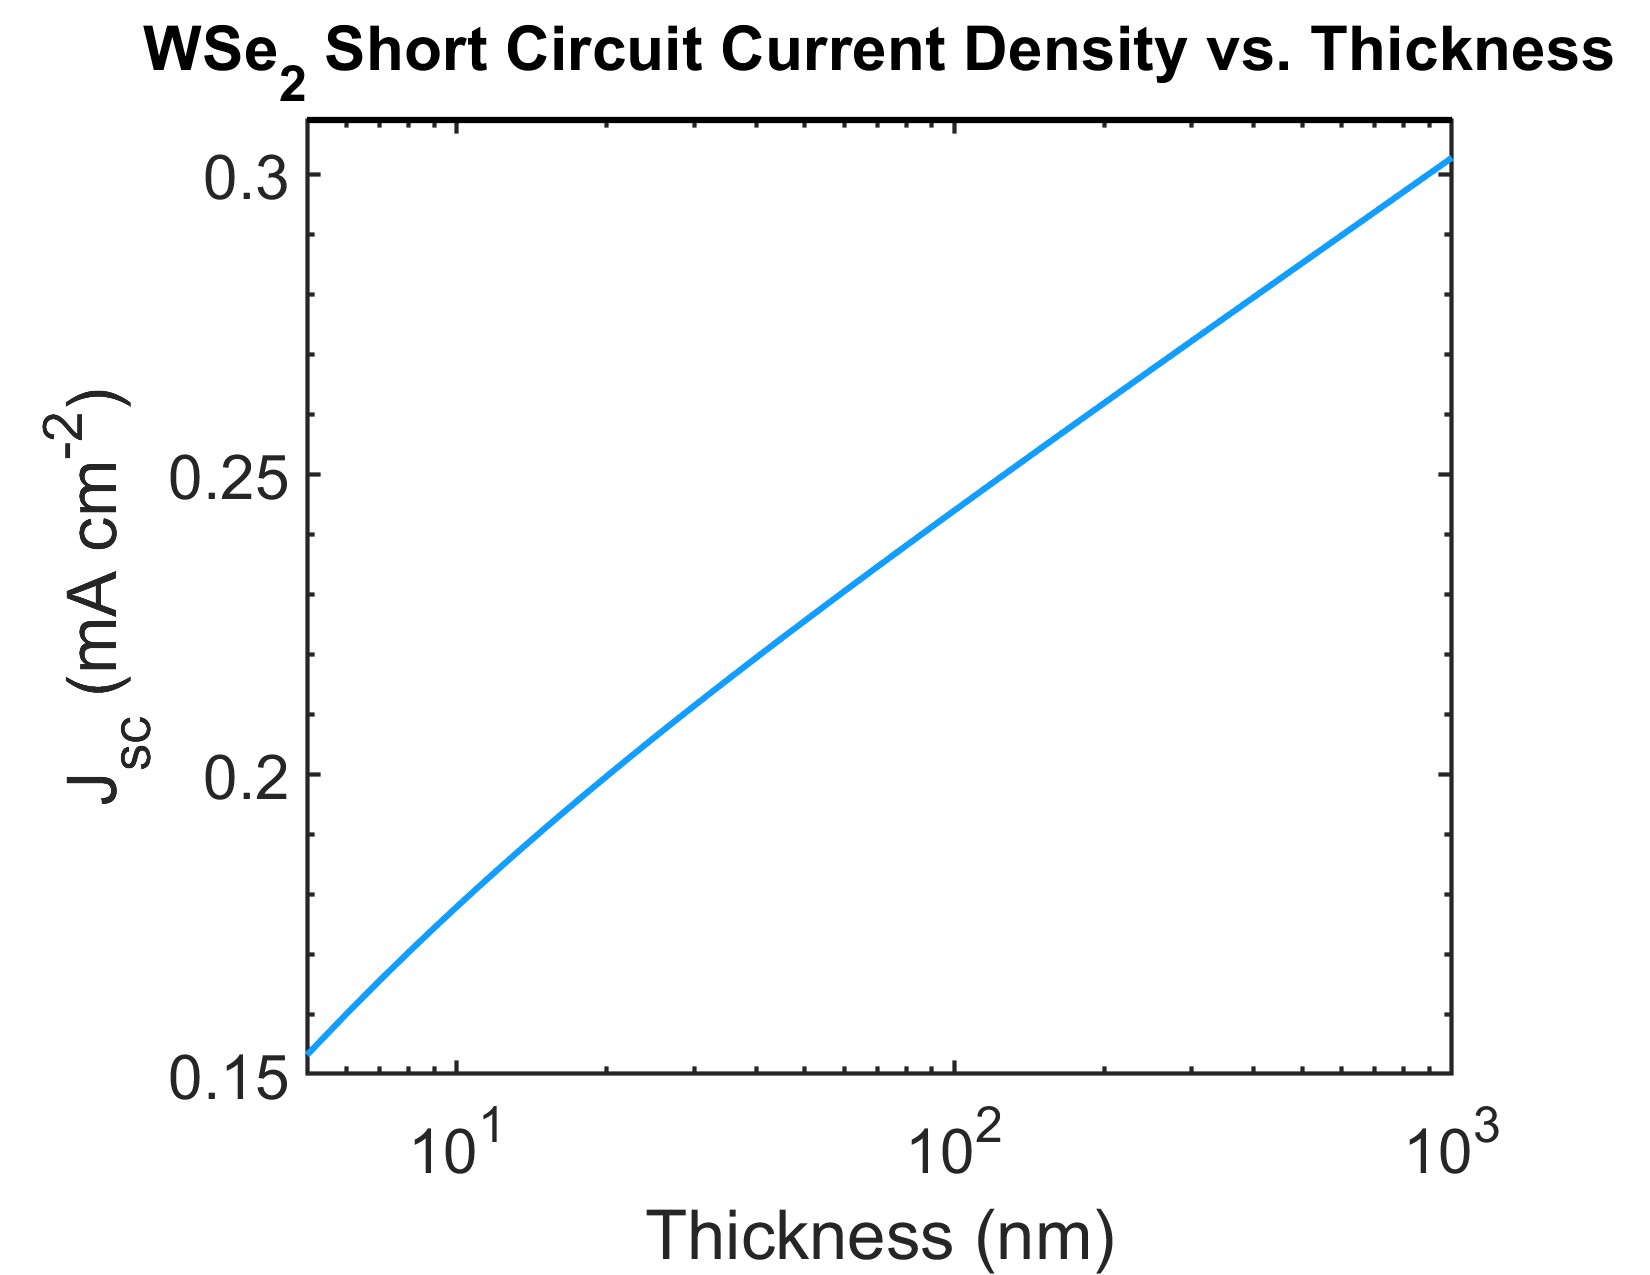 WSe2 Short Circuit Current Density vs. Thickness
0.3
0.25
0.2
0.15
Jsc (mA cm-2)
10^1 10^2 10^3
Thickness (nm)